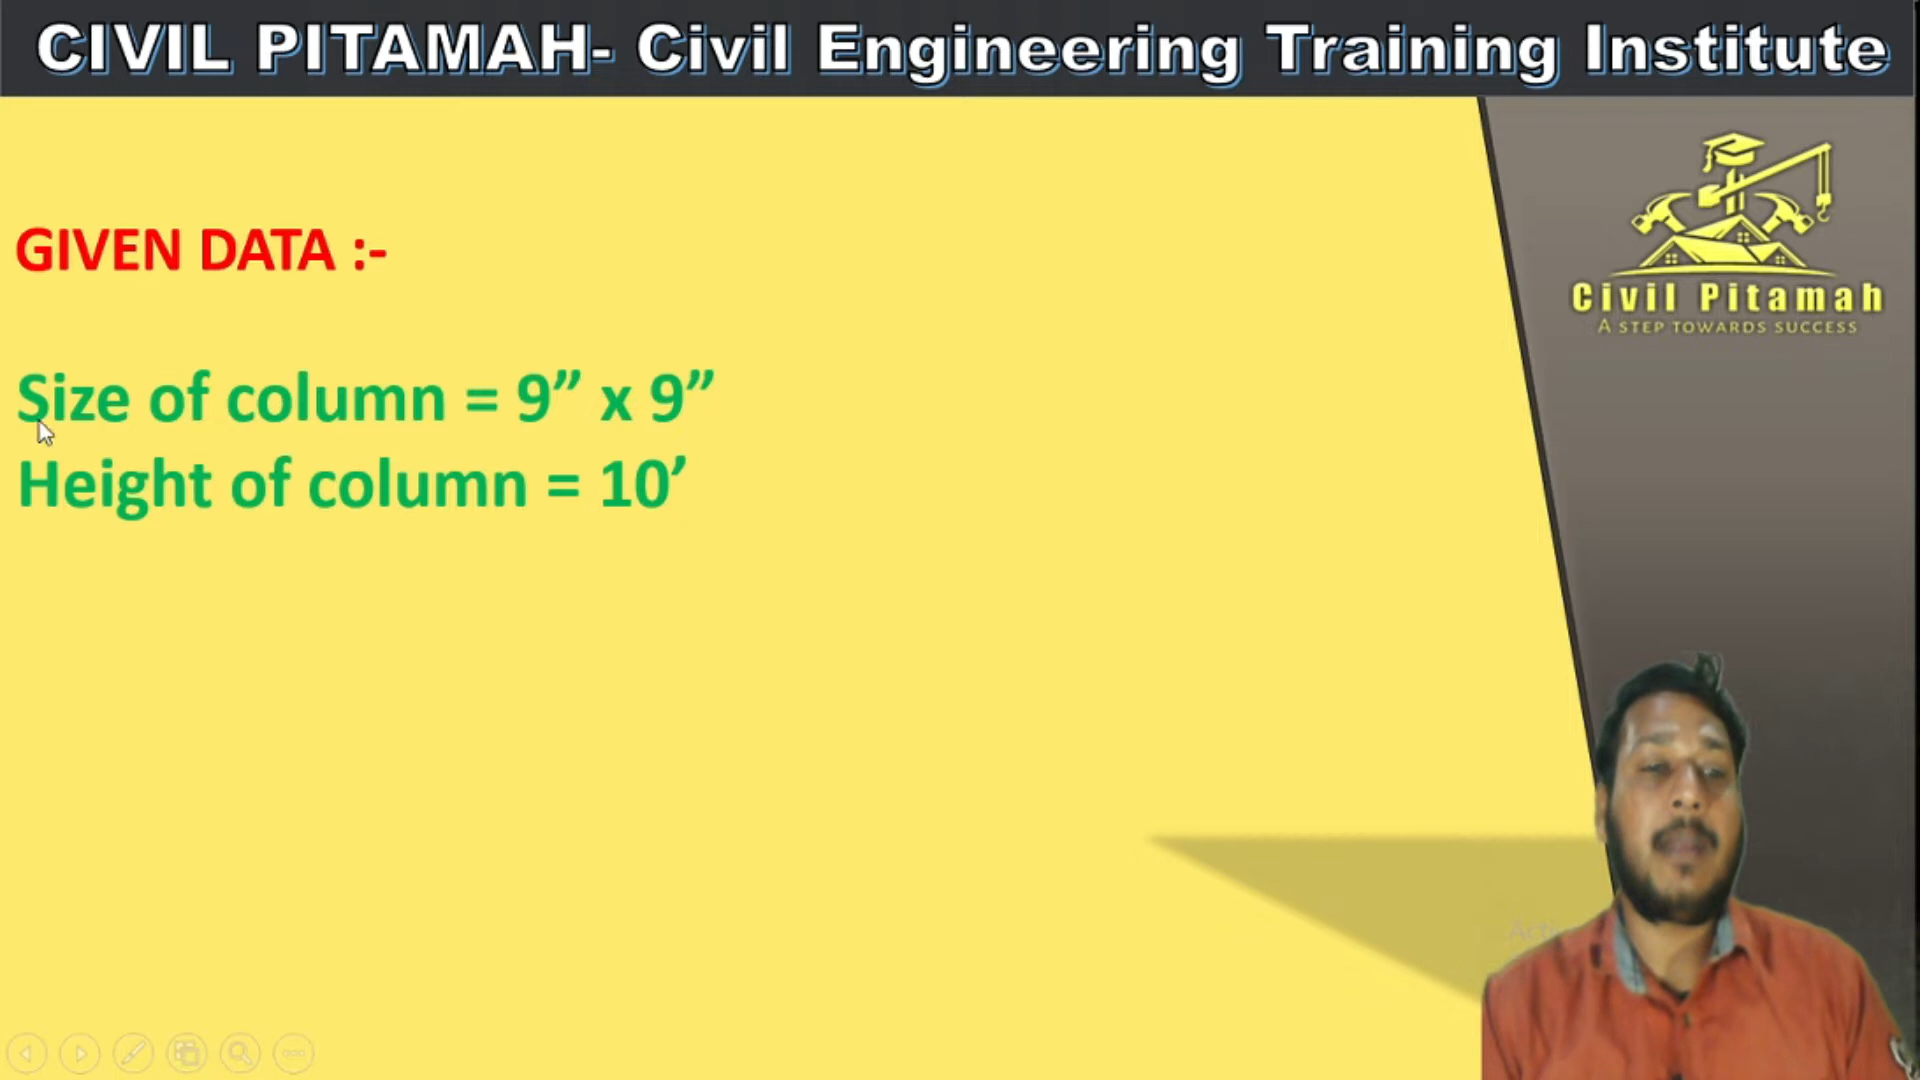 CIVIL PITAMAH- Civil Engineering Training Institute
Civil Pitamah
A STEP TOWARDS SUCCESS
GIVEN DATA :-
Size of column = 9” x 9”
Height of column = 10’